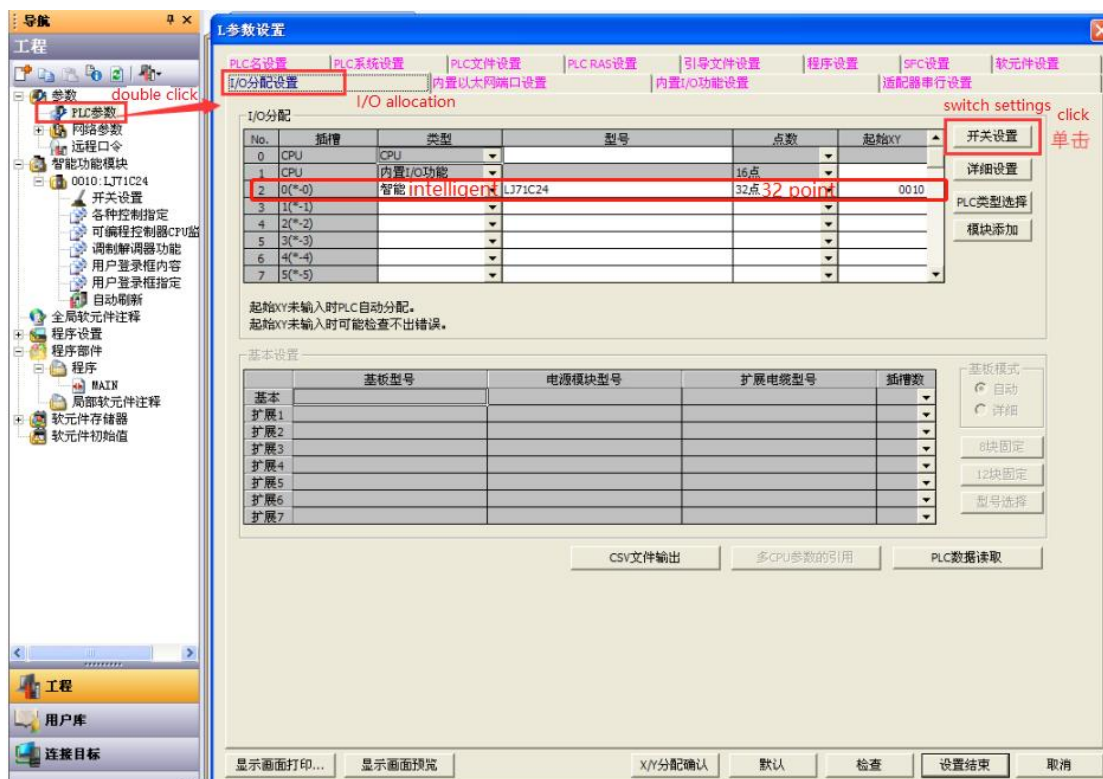 导航
工程
参数
double click
PLC参数
网络参数
远程口令
智能功能模块
0010:LJ71C24
开关设置
各种控制指定
可编程控制器CPU监
调制解调器功能
用户登录框内容
用户登录框指定
自动刷新
全局软元件注释
程序设置
程序部件
程序
MAIN
局部软元件注释
软元件存储器
软元件初始值
工程
用户库
连接目标
L参数设置
PLC名设置 PLC系统设置 PLC文件设置 PLC RAS设置 引导文件设置 程序设置 SFC设置 软元件设置
I/O分配设置 内置以太网端口设置 内置I/O功能设置 适配器串行设置
I/O allocation
switch settings click
I/O分配
No. 插槽 类型 型号 点数 起始XY
0 CPU CPU
1 CPU 内置I/O功能 16点
2 0(*-0) 智能 intelligent LJ71C24 32点 32 point 0010
3 1(*-1)
4 2(*-2)
5 3(*-3)
6 4(*-4)
7 5(*-5)
开关设置 单击
详细设置
PLC类型选择
模块添加
起始XY未输入时PLC自动分配。
起始XY未输入时可能检查不出错误。
基本设置
基板型号 电源模块型号 扩展电缆型号 插槽数
基本
扩展1
扩展2
扩展3
扩展4
扩展5
扩展6
扩展7
基板模式
自动
详细
8块固定
12块固定
型号选择
CSV文件输出 多CPU参数的引用 PLC数据读取
显示画面打印... 显示画面预览 X/Y分配确认 默认 检查 设置结束 取消